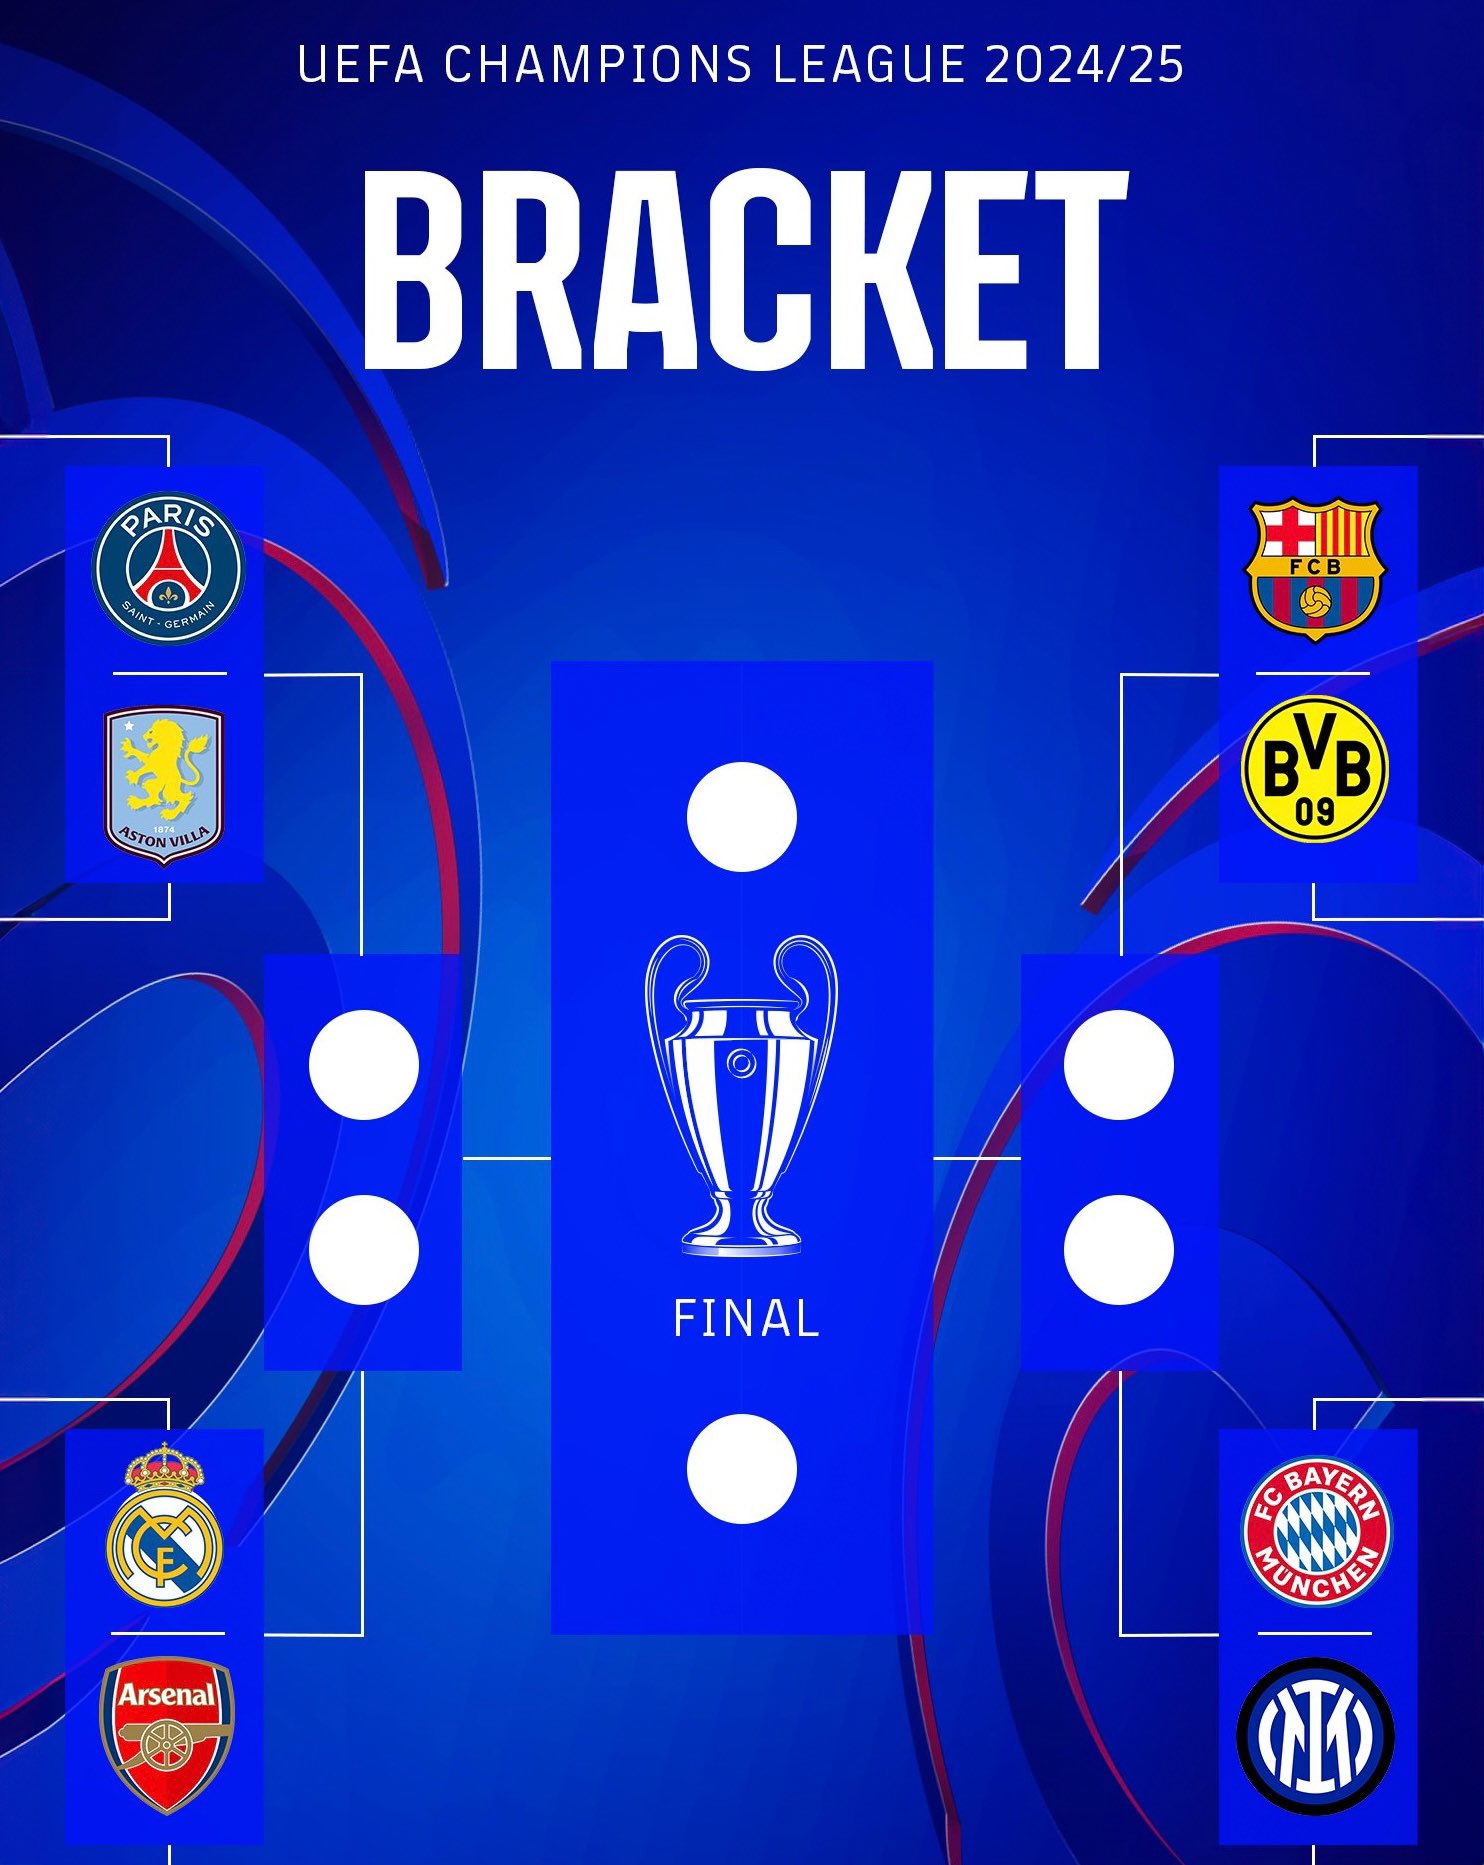 UEFA CHAMPIONS LEAGUE 2024/25
BRACKET
PARIS
SAINT - GERMAIN
1874
ASTON VILLA
FCB
BVB
09
FINAL
Arsenal
FC BAYERN
MÜNCHEN